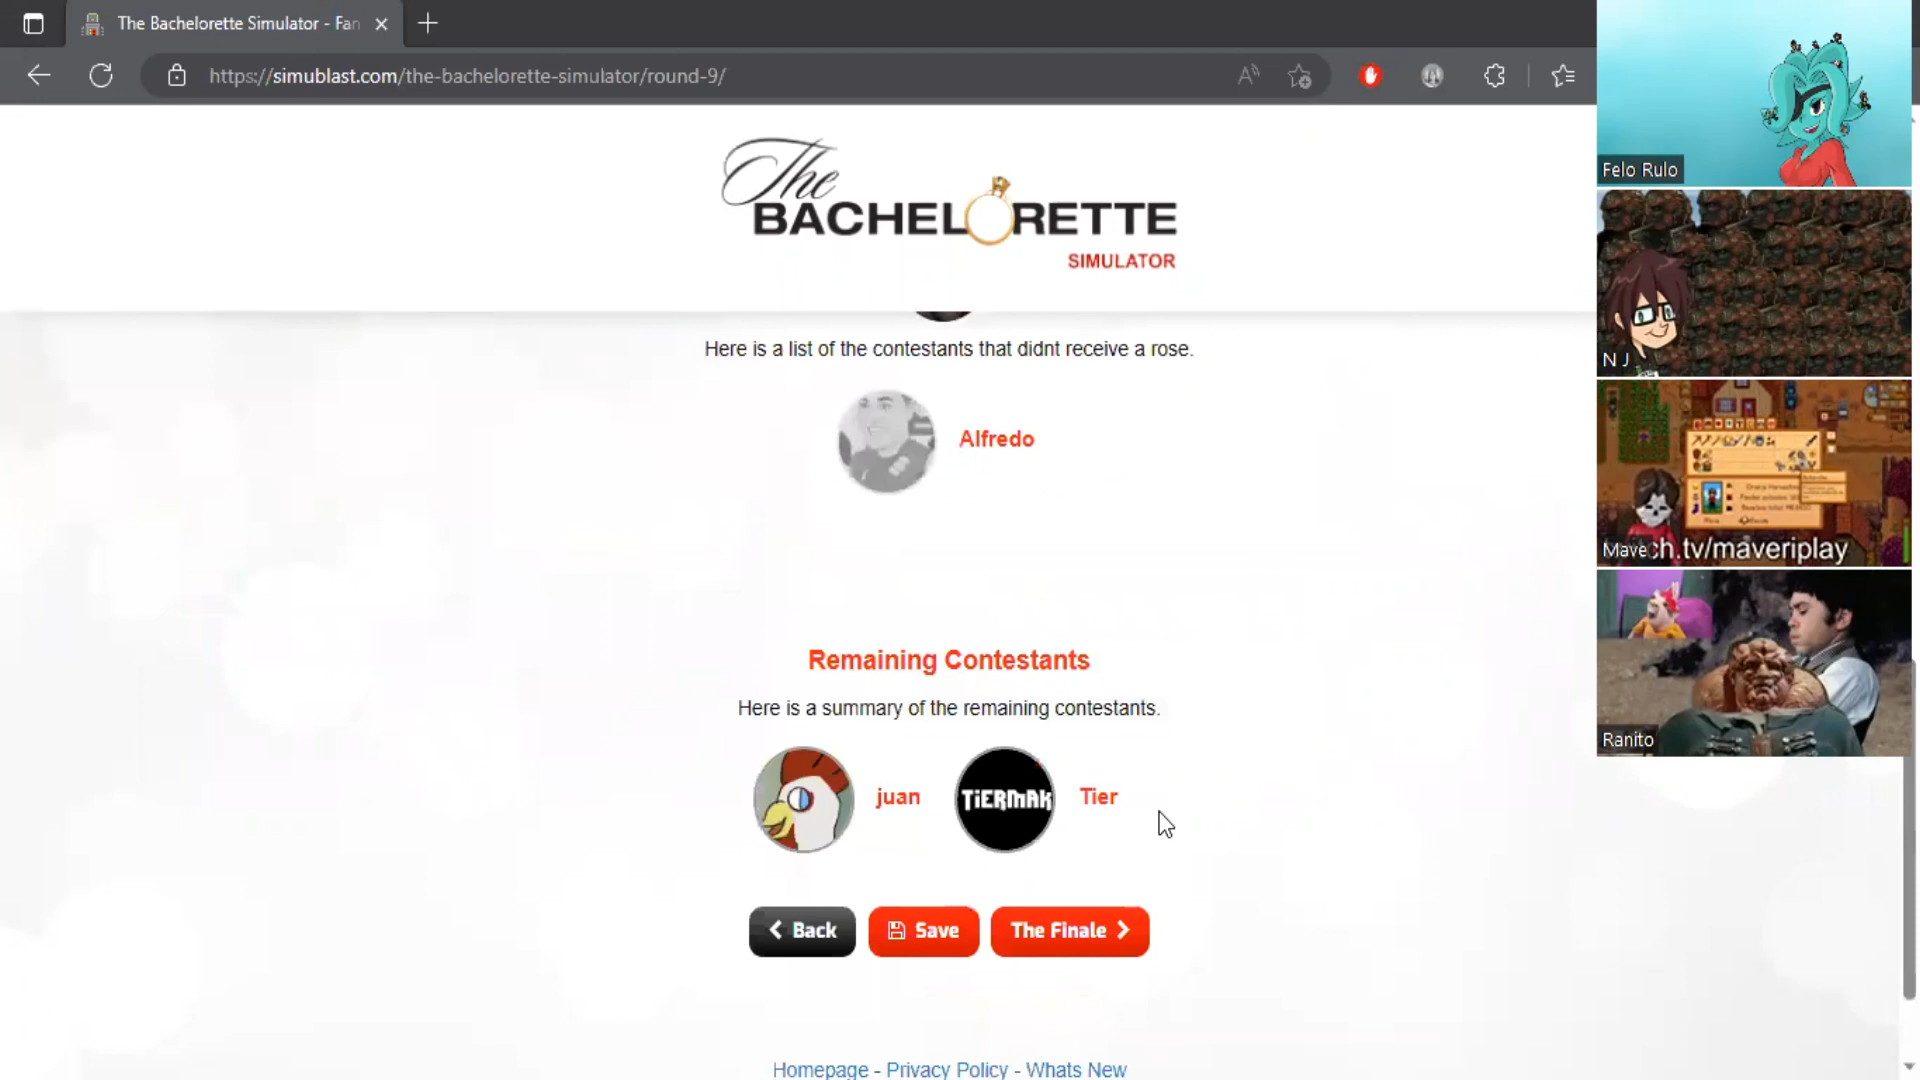 The Bachelorette Simulator - Fan
https://simublast.com/the-bachelorette-simulator/round-9/
The
BACHELORETTE
SIMULATOR
Here is a list of the contestants that didnt receive a rose.
Alfredo
Remaining Contestants
Here is a summary of the remaining contestants.
juan
TiERMAK
Tier
Back
Save
The Finale
Homepage - Privacy Policy - Whats New
Felo Rulo
N J
Mave
ch.tv/maveriplay
Ranito